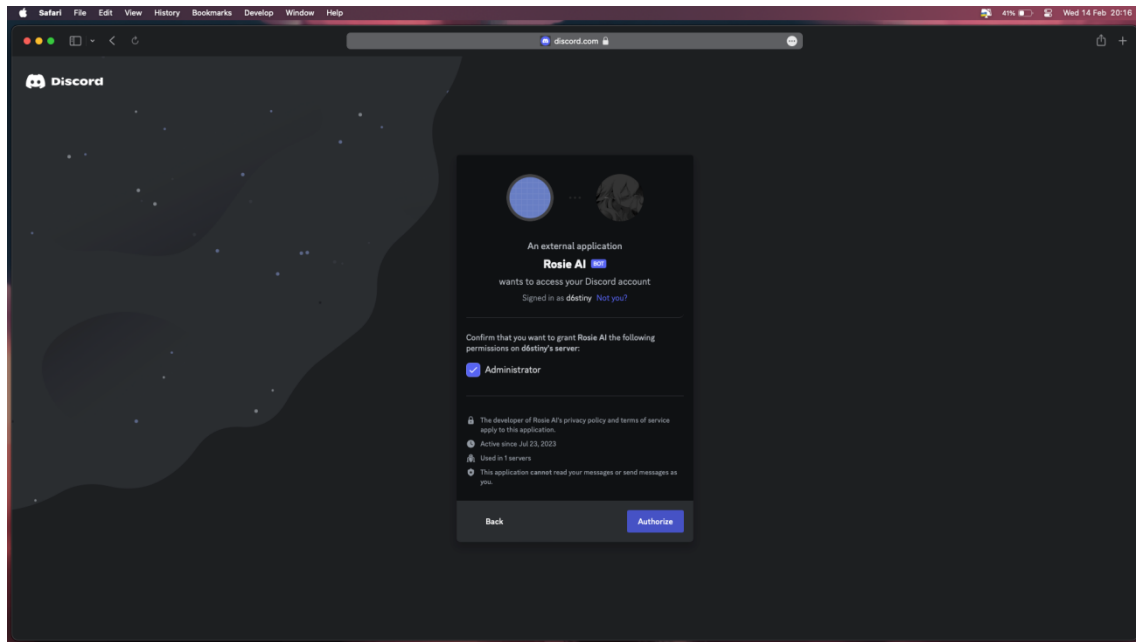 Safari File Edit View History Bookmarks Develop Window Help 41% Wed 14 Feb 20:16
discord.com
Discord
An external application
Rosie AI BOT
wants to access your Discord account
Signed in as d6stiny Not you?
Confirm that you want to grant Rosie AI the following
permissions on d6stiny's server:
Administrator
The developer of Rosie AI's privacy policy and terms of service
apply to this application.
Active since Jul 23, 2023
Used in 1 servers
This application cannot read your messages or send messages as
you.
Back Authorize